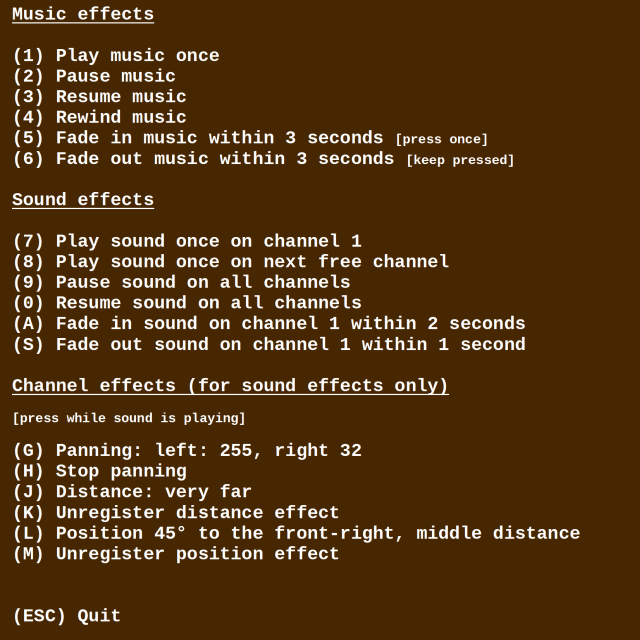 Music effects
(1) Play music once
(2) Pause music
(3) Resume music
(4) Rewind music
(5) Fade in music within 3 seconds [press once]
(6) Fade out music within 3 seconds [keep pressed]
Sound effects
(7) Play sound once on channel 1
(8) Play sound once on next free channel
(9) Pause sound on all channels
(0) Resume sound on all channels
(A) Fade in sound on channel 1 within 2 seconds
(S) Fade out sound on channel 1 within 1 second
Channel effects (for sound effects only)
[press while sound is playing]
(G) Panning: left: 255, right 32
(H) Stop panning
(J) Distance: very far
(K) Unregister distance effect
(L) Position 45° to the front-right, middle distance
(M) Unregister position effect
(ESC) Quit